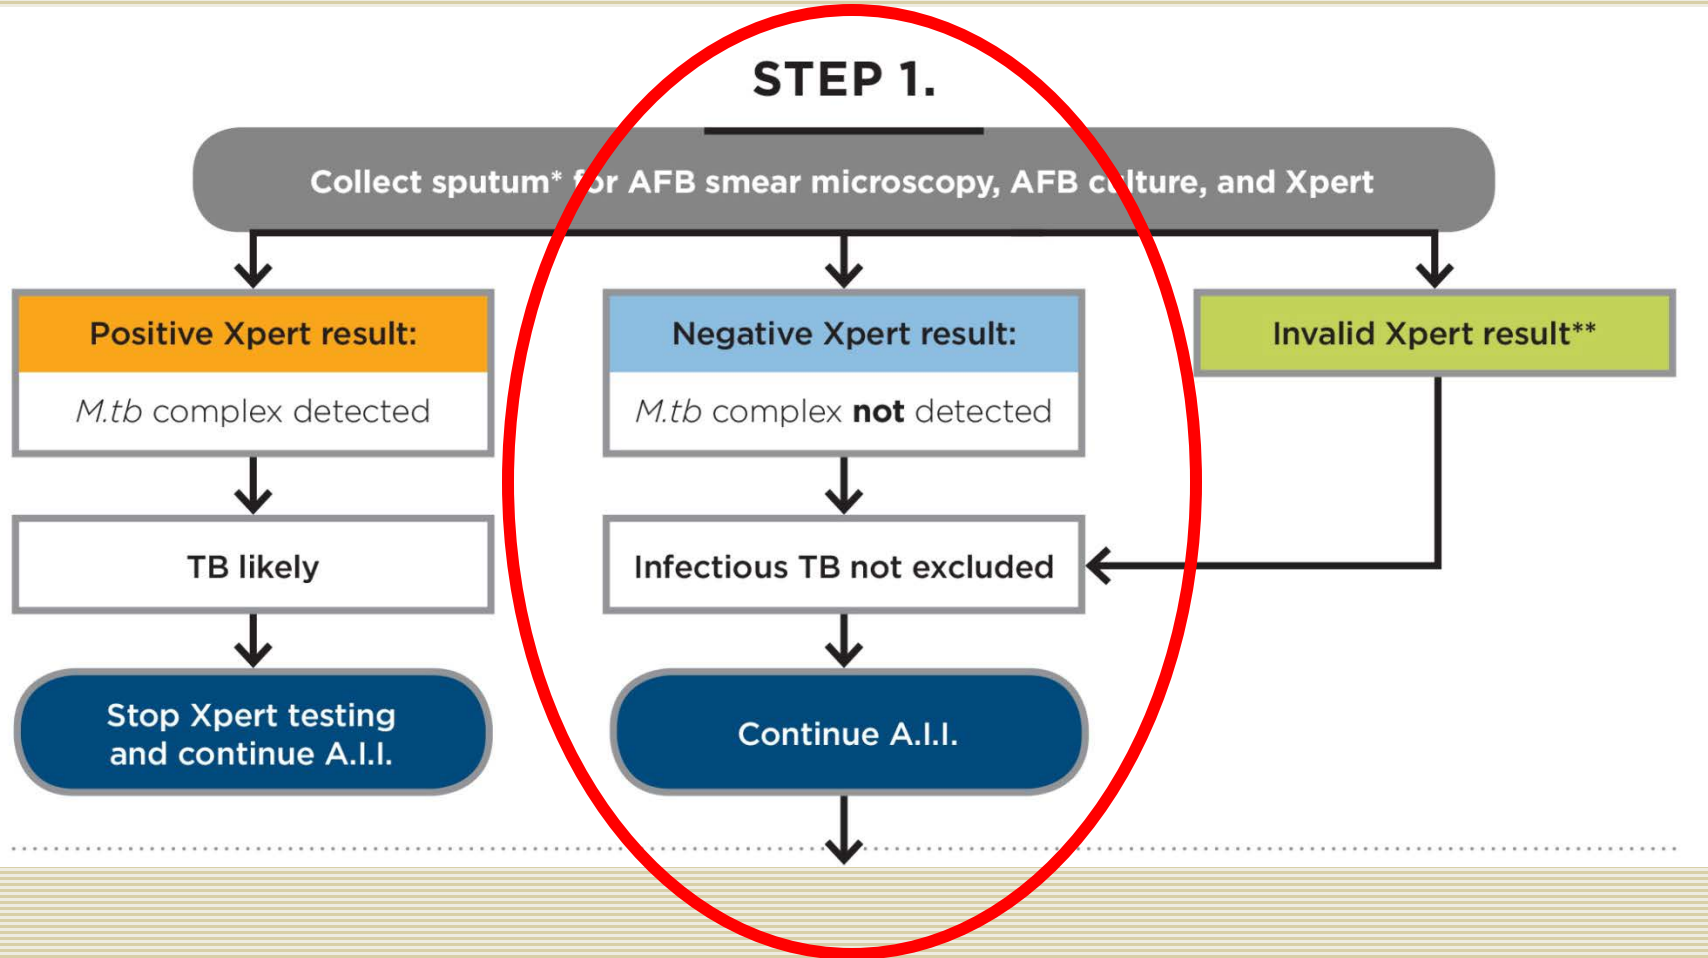 STEP 1.
Collect sputum* for AFB smear microscopy, AFB culture, and Xpert
Positive Xpert result:
M.tb complex detected
TB likely
Stop Xpert testing
and continue A.I.I.
Negative Xpert result:
M.tb complex not detected
Infectious TB not excluded
Continue A.I.I.
Invalid Xpert result**